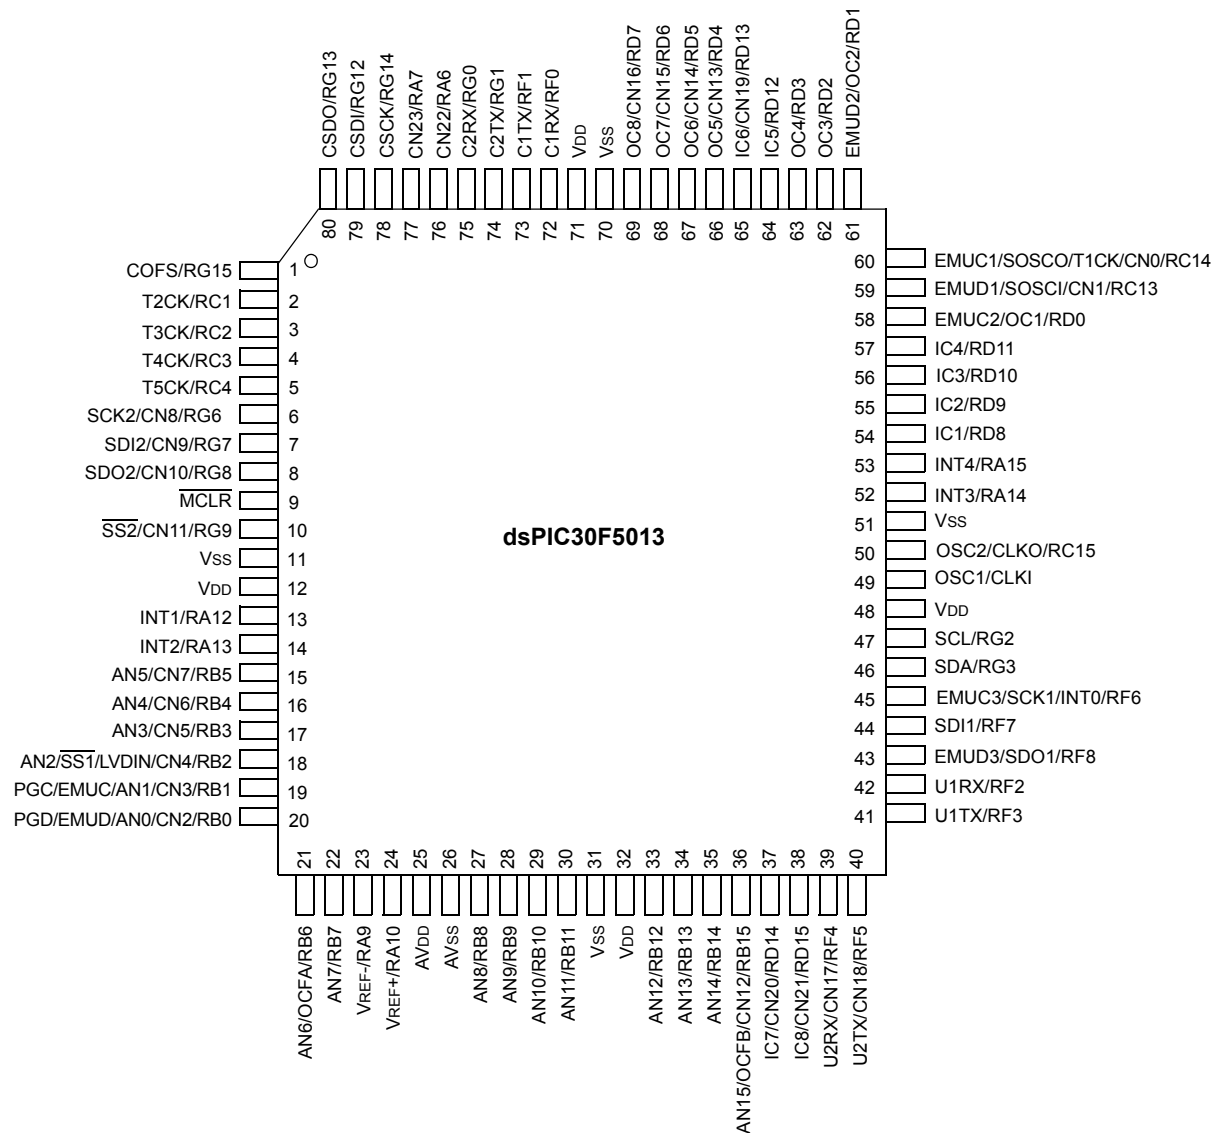 CSDO/RG13
CSDI/RG12
CSCK/RG14
CN23/RA7
CN22/RA6
C2RX/RG0
C2TX/RG1
C1TX/RF1
C1RX/RF0
VDD
VSS
OC8/CN16/RD7
OC7/CN15/RD6
OC6/CN14/RD5
OC5/CN13/RD4
IC6/CN19/RD13
IC5/RD12
OC4/RD3
OC3/RD2
EMUD2/OC2/RD1
80
79
78
77
76
75
74
73
72
71
70
69
68
67
66
65
64
63
62
61
COFS/RG15 1
T2CK/RC1 2
T3CK/RC2 3
T4CK/RC3 4
T5CK/RC4 5
SCK2/CN8/RG6 6
SDI2/CN9/RG7 7
SDO2/CN10/RG8 8
MCLR 9
SS2/CN11/RG9 10
VSS 11
VDD 12
INT1/RA12 13
INT2/RA13 14
AN5/CN7/RB5 15
AN4/CN6/RB4 16
AN3/CN5/RB3 17
AN2/SS1/LVDIN/CN4/RB2 18
PGC/EMUC/AN1/CN3/RB1 19
PGD/EMUD/AN0/CN2/RB0 20
dsPIC30F5013
60 EMUC1/SOSCO/T1CK/CN0/RC14
59 EMUD1/SOSCI/CN1/RC13
58 EMUC2/OC1/RD0
57 IC4/RD11
56 IC3/RD10
55 IC2/RD9
54 IC1/RD8
53 INT4/RA15
52 INT3/RA14
51 VSS
50 OSC2/CLKO/RC15
49 OSC1/CLKI
48 VDD
47 SCL/RG2
46 SDA/RG3
45 EMUC3/SCK1/INT0/RF6
44 SDI1/RF7
43 EMUD3/SDO1/RF8
42 U1RX/RF2
41 U1TX/RF3
21
22
23
24
25
26
27
28
29
30
31
32
33
34
35
36
37
38
39
40
AN6/OCFA/RB6
AN7/RB7
VREF-/RA9
VREF+/RA10
AVDD
AVSS
AN8/RB8
AN9/RB9
AN10/RB10
AN11/RB11
VSS
VDD
AN12/RB12
AN13/RB13
AN14/RB14
AN15/OCFB/CN12/RB15
IC7/CN20/RD14
IC8/CN21/RD15
U2RX/CN17/RF4
U2TX/CN18/RF5